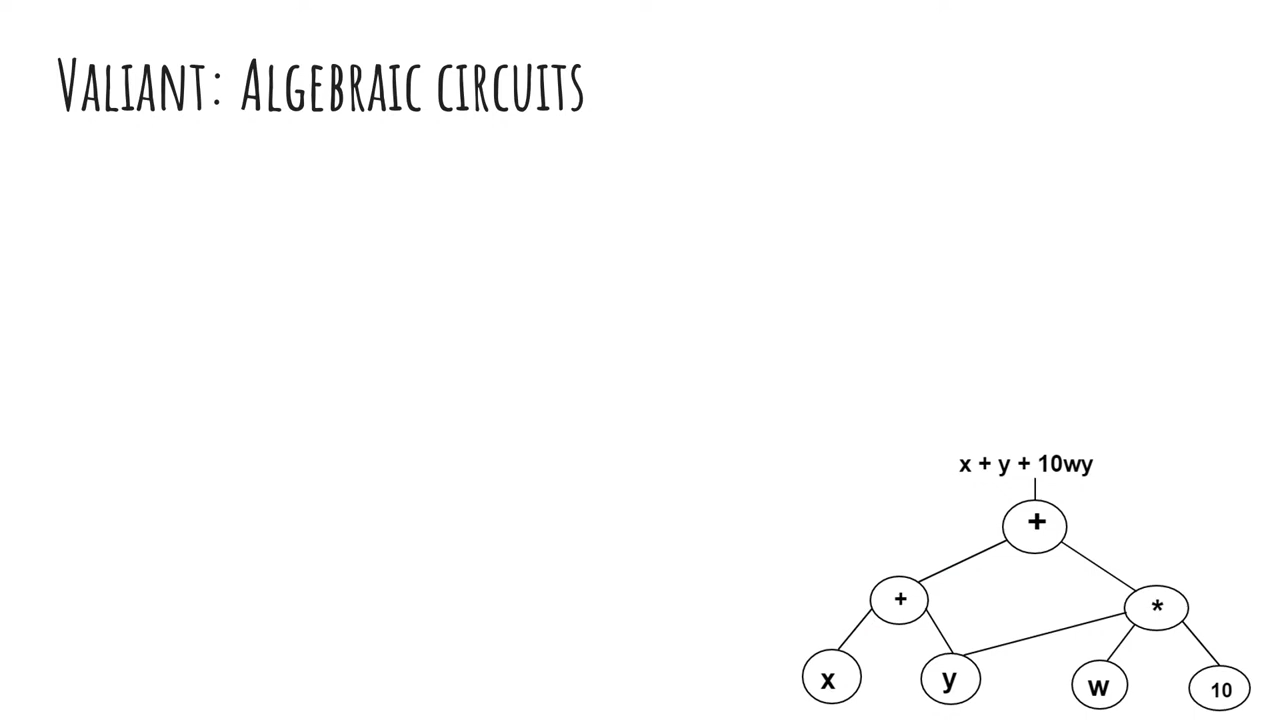 Valiant: Algebraic circuits
x + y + 10wy
+
+
*
x
y
w
10